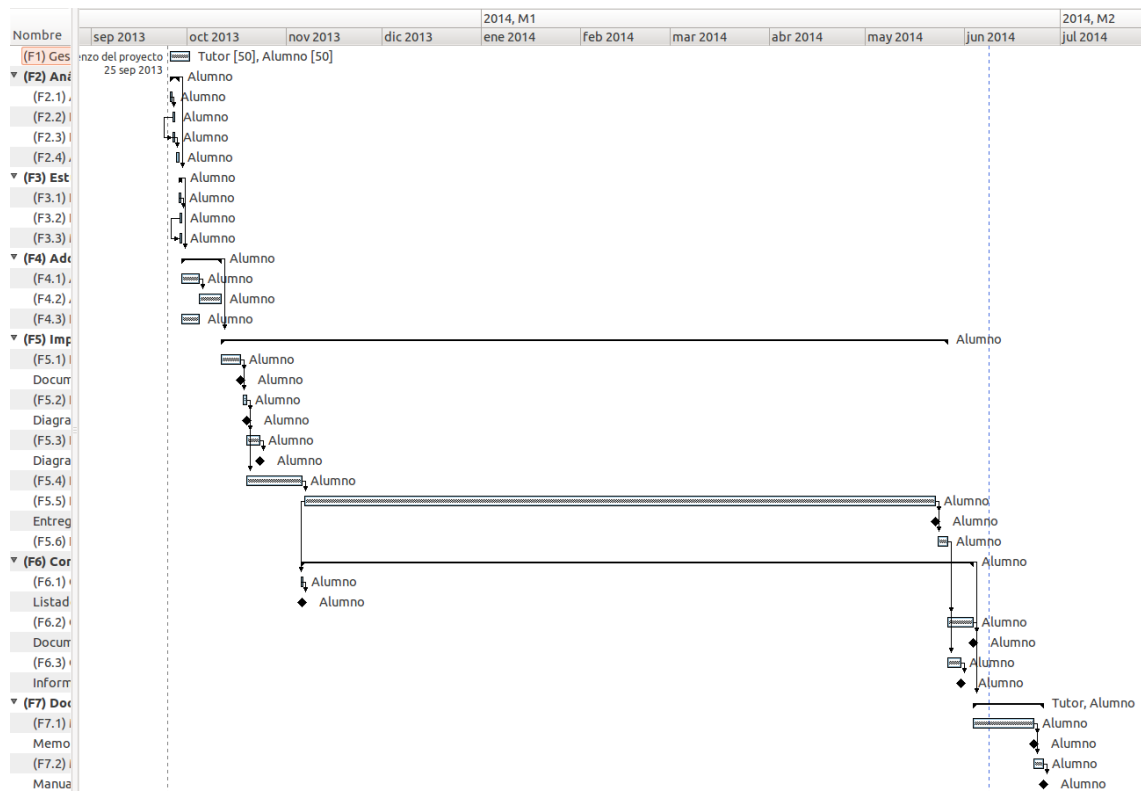 2014, M1 2014, M2
Nombre sep 2013 oct 2013 nov 2013 dic 2013 ene 2014 feb 2014 mar 2014 abr 2014 may 2014 jun 2014 jul 2014
(F1) Ges nzo del proyecto Tutor [50], Alumno [50]
25 sep 2013
(F2) Aná Alumno
(F2.1) Alumno
(F2.2) Alumno
(F2.3) Alumno
(F2.4) Alumno
(F3) Est Alumno
(F3.1) Alumno
(F3.2) Alumno
(F3.3) Alumno
(F4) Ado Alumno
(F4.1) Alumno
(F4.2) Alumno
(F4.3) Alumno
(F5) Imp Alumno
(F5.1) Alumno
Docum Alumno
(F5.2) Alumno
Diagra Alumno
(F5.3) Alumno
Diagra Alumno
(F5.4) Alumno
(F5.5) Alumno
Entreg Alumno
(F5.6) Alumno
(F6) Con Alumno
(F6.1) Alumno
Listad Alumno
(F6.2) Alumno
Docum Alumno
(F6.3) Alumno
Inform Alumno
(F7) Doc Tutor, Alumno
(F7.1) Alumno
Memo Alumno
(F7.2) Alumno
Manua Alumno